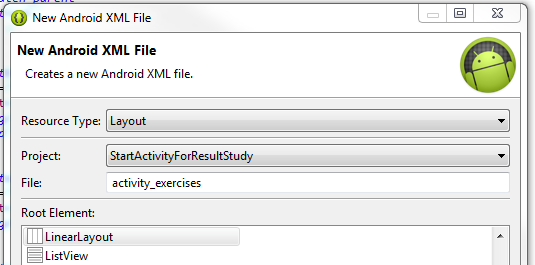 New Android XML File
New Android XML File
Creates a new Android XML file.
Resource Type: Layout
Project: StartActivityForResultStudy
File: activity_exercises
Root Element:
LinearLayout
ListView